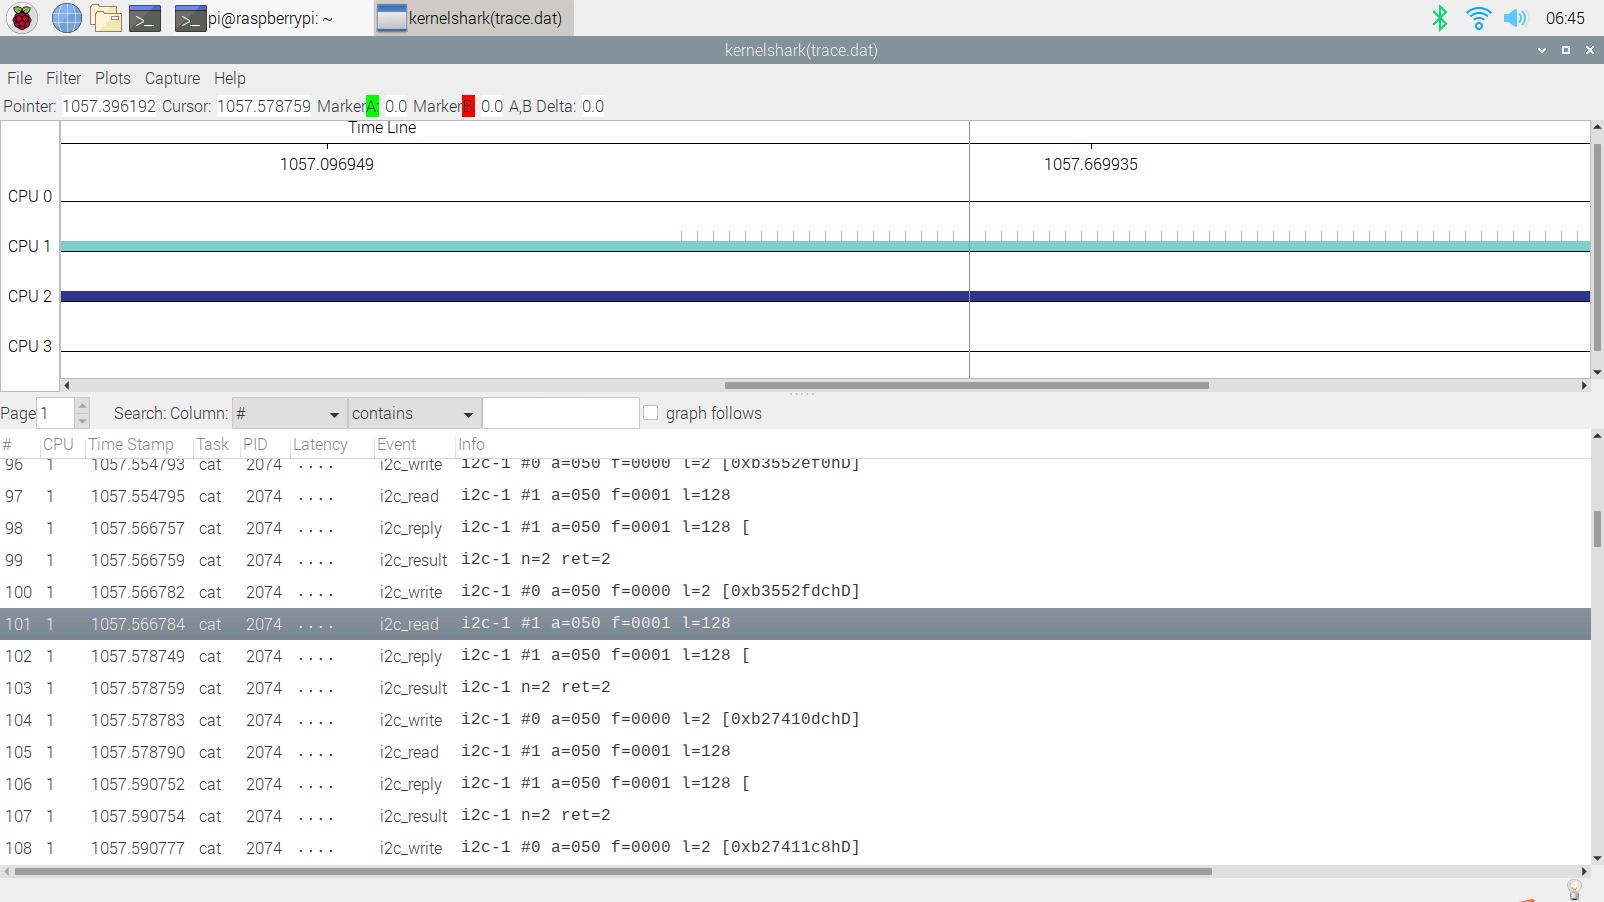 pi@raspberrypi: ~ kernelshark(trace.dat) 06:45
kernelshark(trace.dat)
File Filter Plots Capture Help
Pointer: 1057.396192 Cursor: 1057.578759 Marker A: 0.0 Marker B: 0.0 A,B Delta: 0.0
Time Line
1057.096949 1057.669935
CPU 0
CPU 1
CPU 2
CPU 3
Page 1 Search: Column: # contains graph follows
# CPU Time Stamp Task PID Latency Event Info
96 1 1057.554793 cat 2074 .... i2c_write i2c-1 #0 a=050 f=0000 l=2 [0xb3552ef0hD]
97 1 1057.554795 cat 2074 .... i2c_read i2c-1 #1 a=050 f=0001 l=128
98 1 1057.566757 cat 2074 .... i2c_reply i2c-1 #1 a=050 f=0001 l=128 [
99 1 1057.566759 cat 2074 .... i2c_result i2c-1 n=2 ret=2
100 1 1057.566782 cat 2074 .... i2c_write i2c-1 #0 a=050 f=0000 l=2 [0xb3552fdchD]
101 1 1057.566784 cat 2074 .... i2c_read i2c-1 #1 a=050 f=0001 l=128
102 1 1057.578749 cat 2074 .... i2c_reply i2c-1 #1 a=050 f=0001 l=128 [
103 1 1057.578759 cat 2074 .... i2c_result i2c-1 n=2 ret=2
104 1 1057.578783 cat 2074 .... i2c_write i2c-1 #0 a=050 f=0000 l=2 [0xb27410dchD]
105 1 1057.578790 cat 2074 .... i2c_read i2c-1 #1 a=050 f=0001 l=128
106 1 1057.590752 cat 2074 .... i2c_reply i2c-1 #1 a=050 f=0001 l=128 [
107 1 1057.590754 cat 2074 .... i2c_result i2c-1 n=2 ret=2
108 1 1057.590777 cat 2074 .... i2c_write i2c-1 #0 a=050 f=0000 l=2 [0xb27411c8hD]